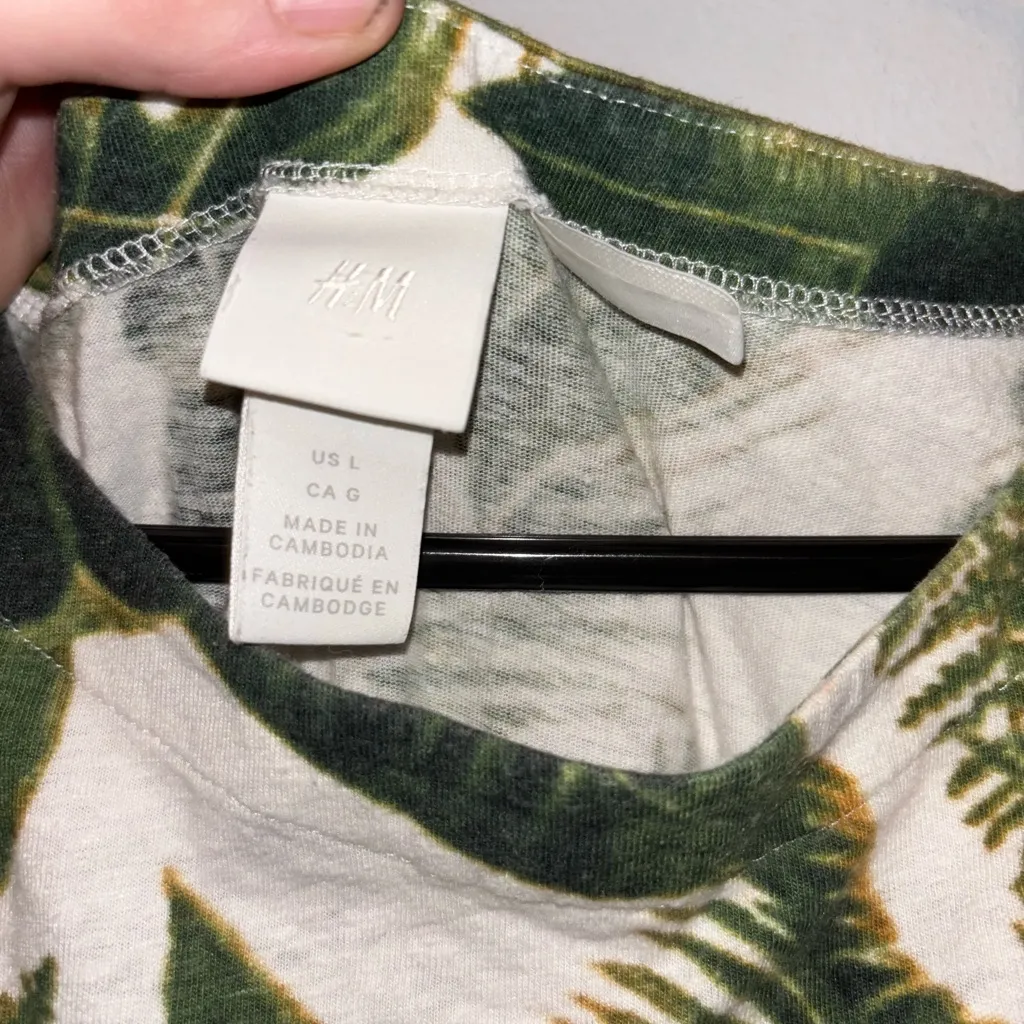 H&M
US L
CA G
MADE IN
CAMBODIA
FABRIQUÉ EN
CAMBODGE